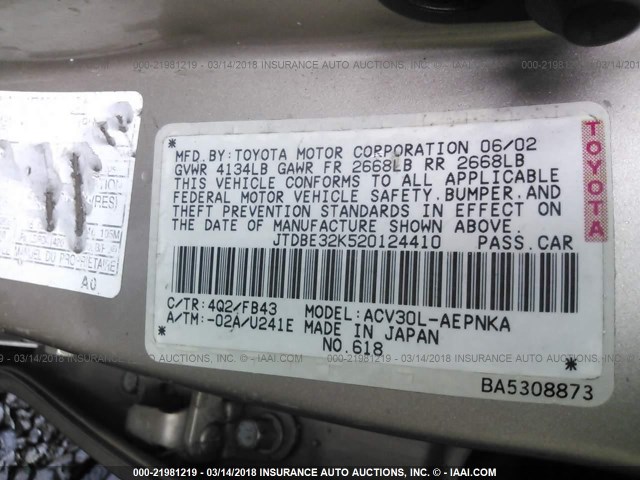 000-21981219 - 03/14/2018 - INSURANCE AUTO AUCTIONS, INC. - © - IAAI.COM
MFD.BY:TOYOTA MOTOR CORPORATION 06/02
GVWR 4134LB GAWR FR 2668LB RR 2668LB
THIS VEHICLE CONFORMS TO ALL APPLICABLE
FEDERAL MOTOR VEHICLE SAFETY,BUMPER,AND
THEFT PREVENTION STANDARDS IN EFFECT ON
THE DATE OF MANUFACTURE SHOWN ABOVE.
JTDBE32K520124410 PASS.CAR
TOYOTA
C/TR:4Q2/FB43 MODEL:ACV30L-AEPNKA
A/TM:-02A/U241E MADE IN JAPAN
NO.618
BA5308873
A0
000-21981219 - 03/14/2018 - INSURANCE AUTO AUCTIONS, INC. - © - IAAI.COM